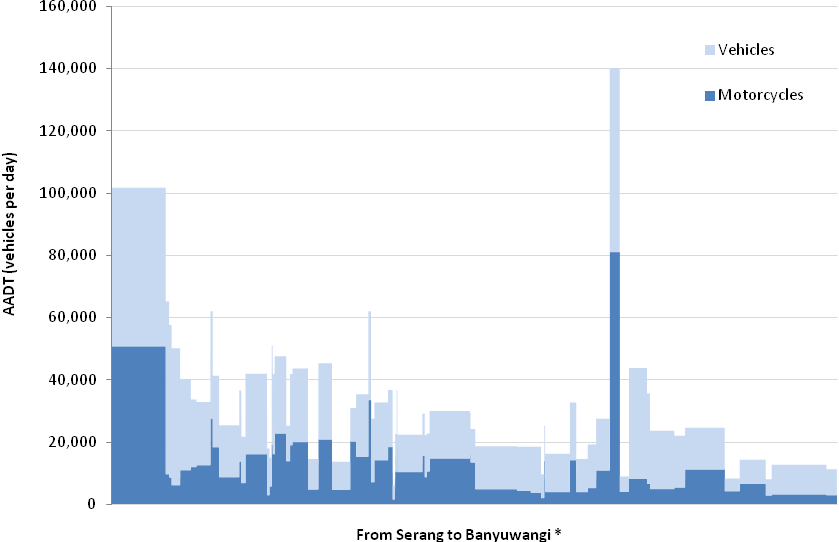 160,000
140,000
120,000
100,000
80,000
60,000
40,000
20,000
0
AADT (vehicles per day)
Vehicles
Motorcycles
From Serang to Banyuwangi *